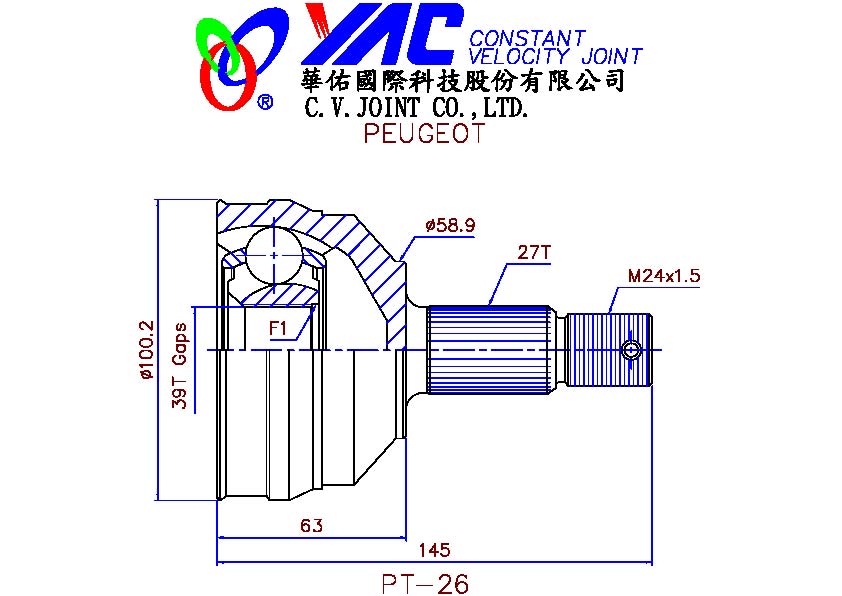 YAC CONSTANT
VELOCITY JOINT
華佑國際科技股份有限公司
®
C.V.JOINT CO.,LTD.
PEUGEOT
ø58.9
27T
M24x1.5
F1
ø100.2
39T Gaps
63
145
PT-26